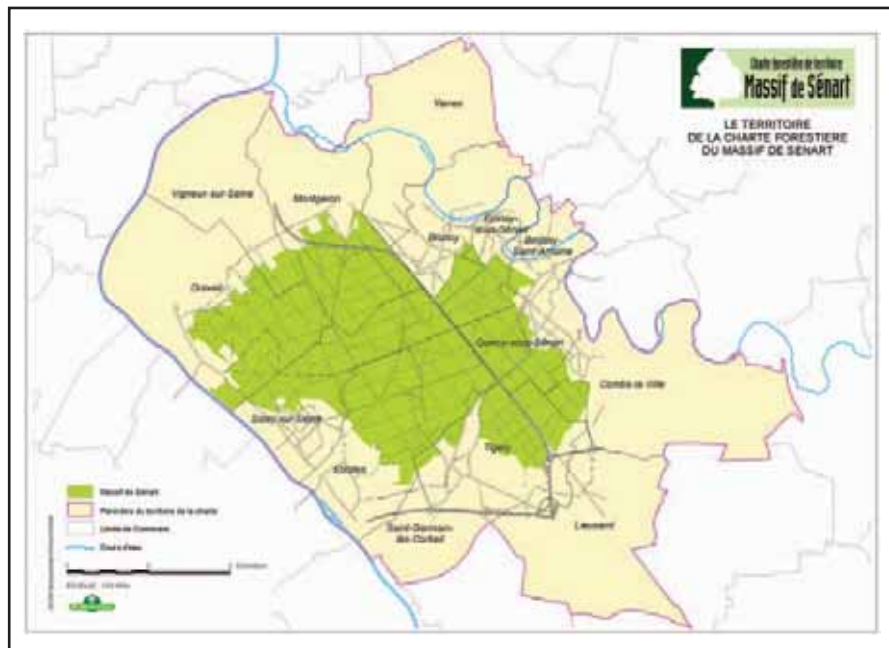 Charte forestière de territoire
Massif de Sénart
LE TERRITOIRE
DE LA CHARTE FORESTIERE
DU MASSIF DE SENART
Yerres
Vigneux-sur-Seine
Montgeron
Brunoy
Epinay-
sous-Sénart
Boussy-
Saint-Antoine
Draveil
Quincy-sous-Sénart
Combs-la-Ville
Soisy-sur-Seine
Tigery
Etiolles
Saint-Germain-
lès-Corbeil
Lieusaint
Massif de Sénart
Périmètre du territoire de la charte
Limite de Commune
Cours d'eau